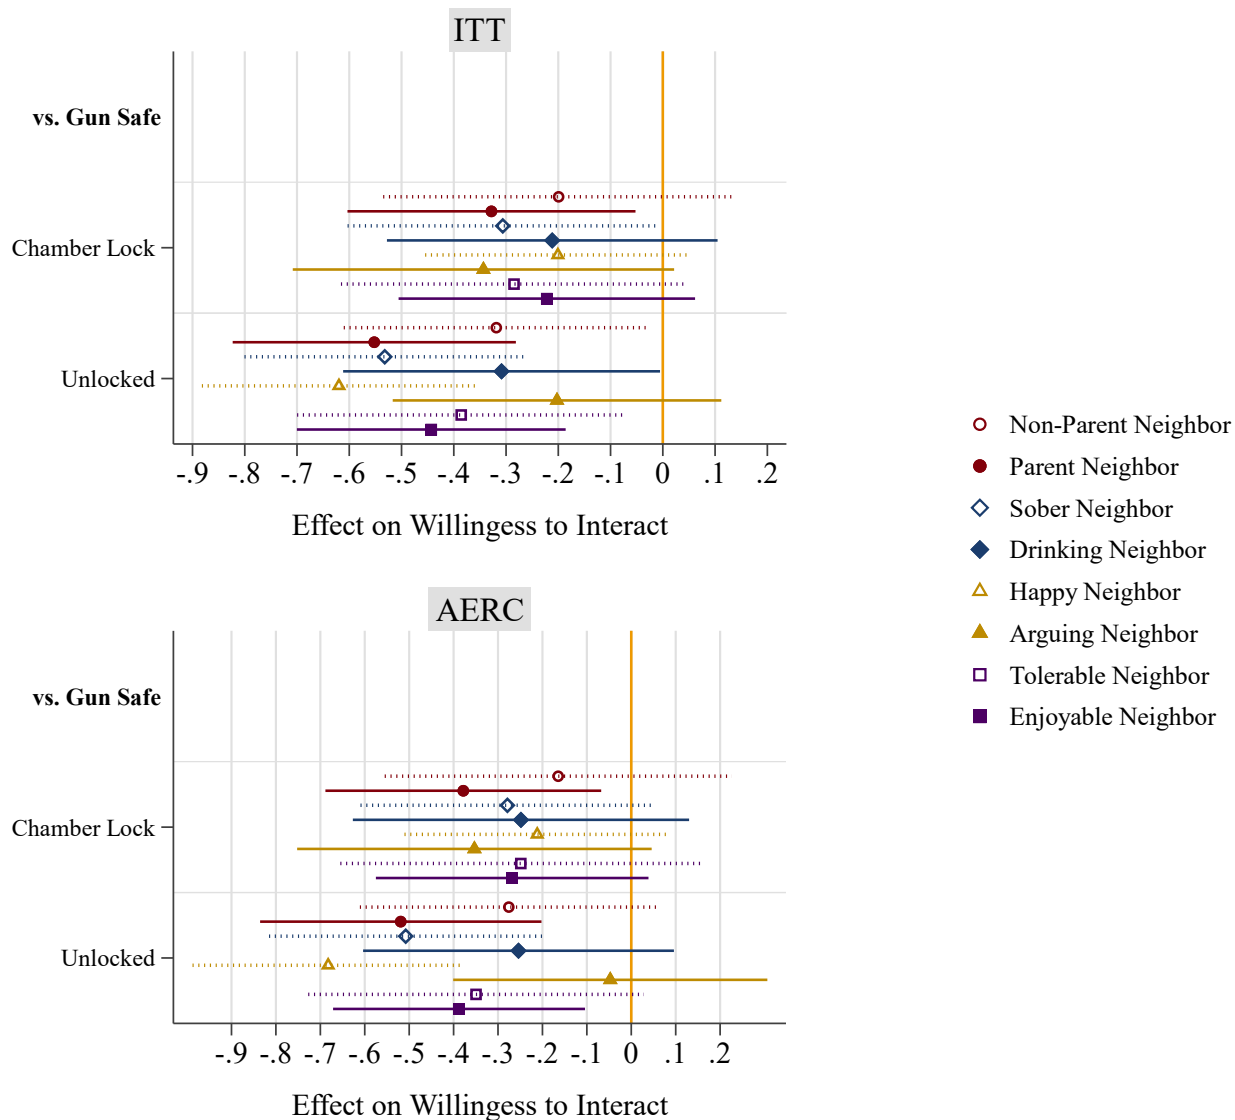 ITT
vs. Gun Safe
Chamber Lock
Unlocked
-.9 -.8 -.7 -.6 -.5 -.4 -.3 -.2 -.1 0 .1 .2
Effect on Willingess to Interact
Non-Parent Neighbor
Parent Neighbor
Sober Neighbor
Drinking Neighbor
Happy Neighbor
Arguing Neighbor
Tolerable Neighbor
Enjoyable Neighbor
AERC
vs. Gun Safe
Chamber Lock
Unlocked
-.9 -.8 -.7 -.6 -.5 -.4 -.3 -.2 -.1 0 .1 .2
Effect on Willingess to Interact